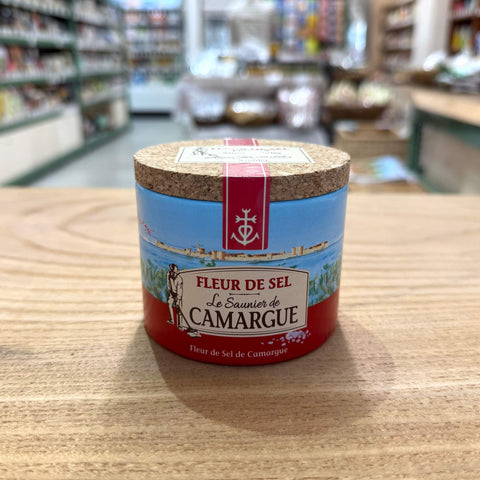 FLEUR DE SEL
Le Saunier de
CAMARGUE
Fleur de Sel de Camargue